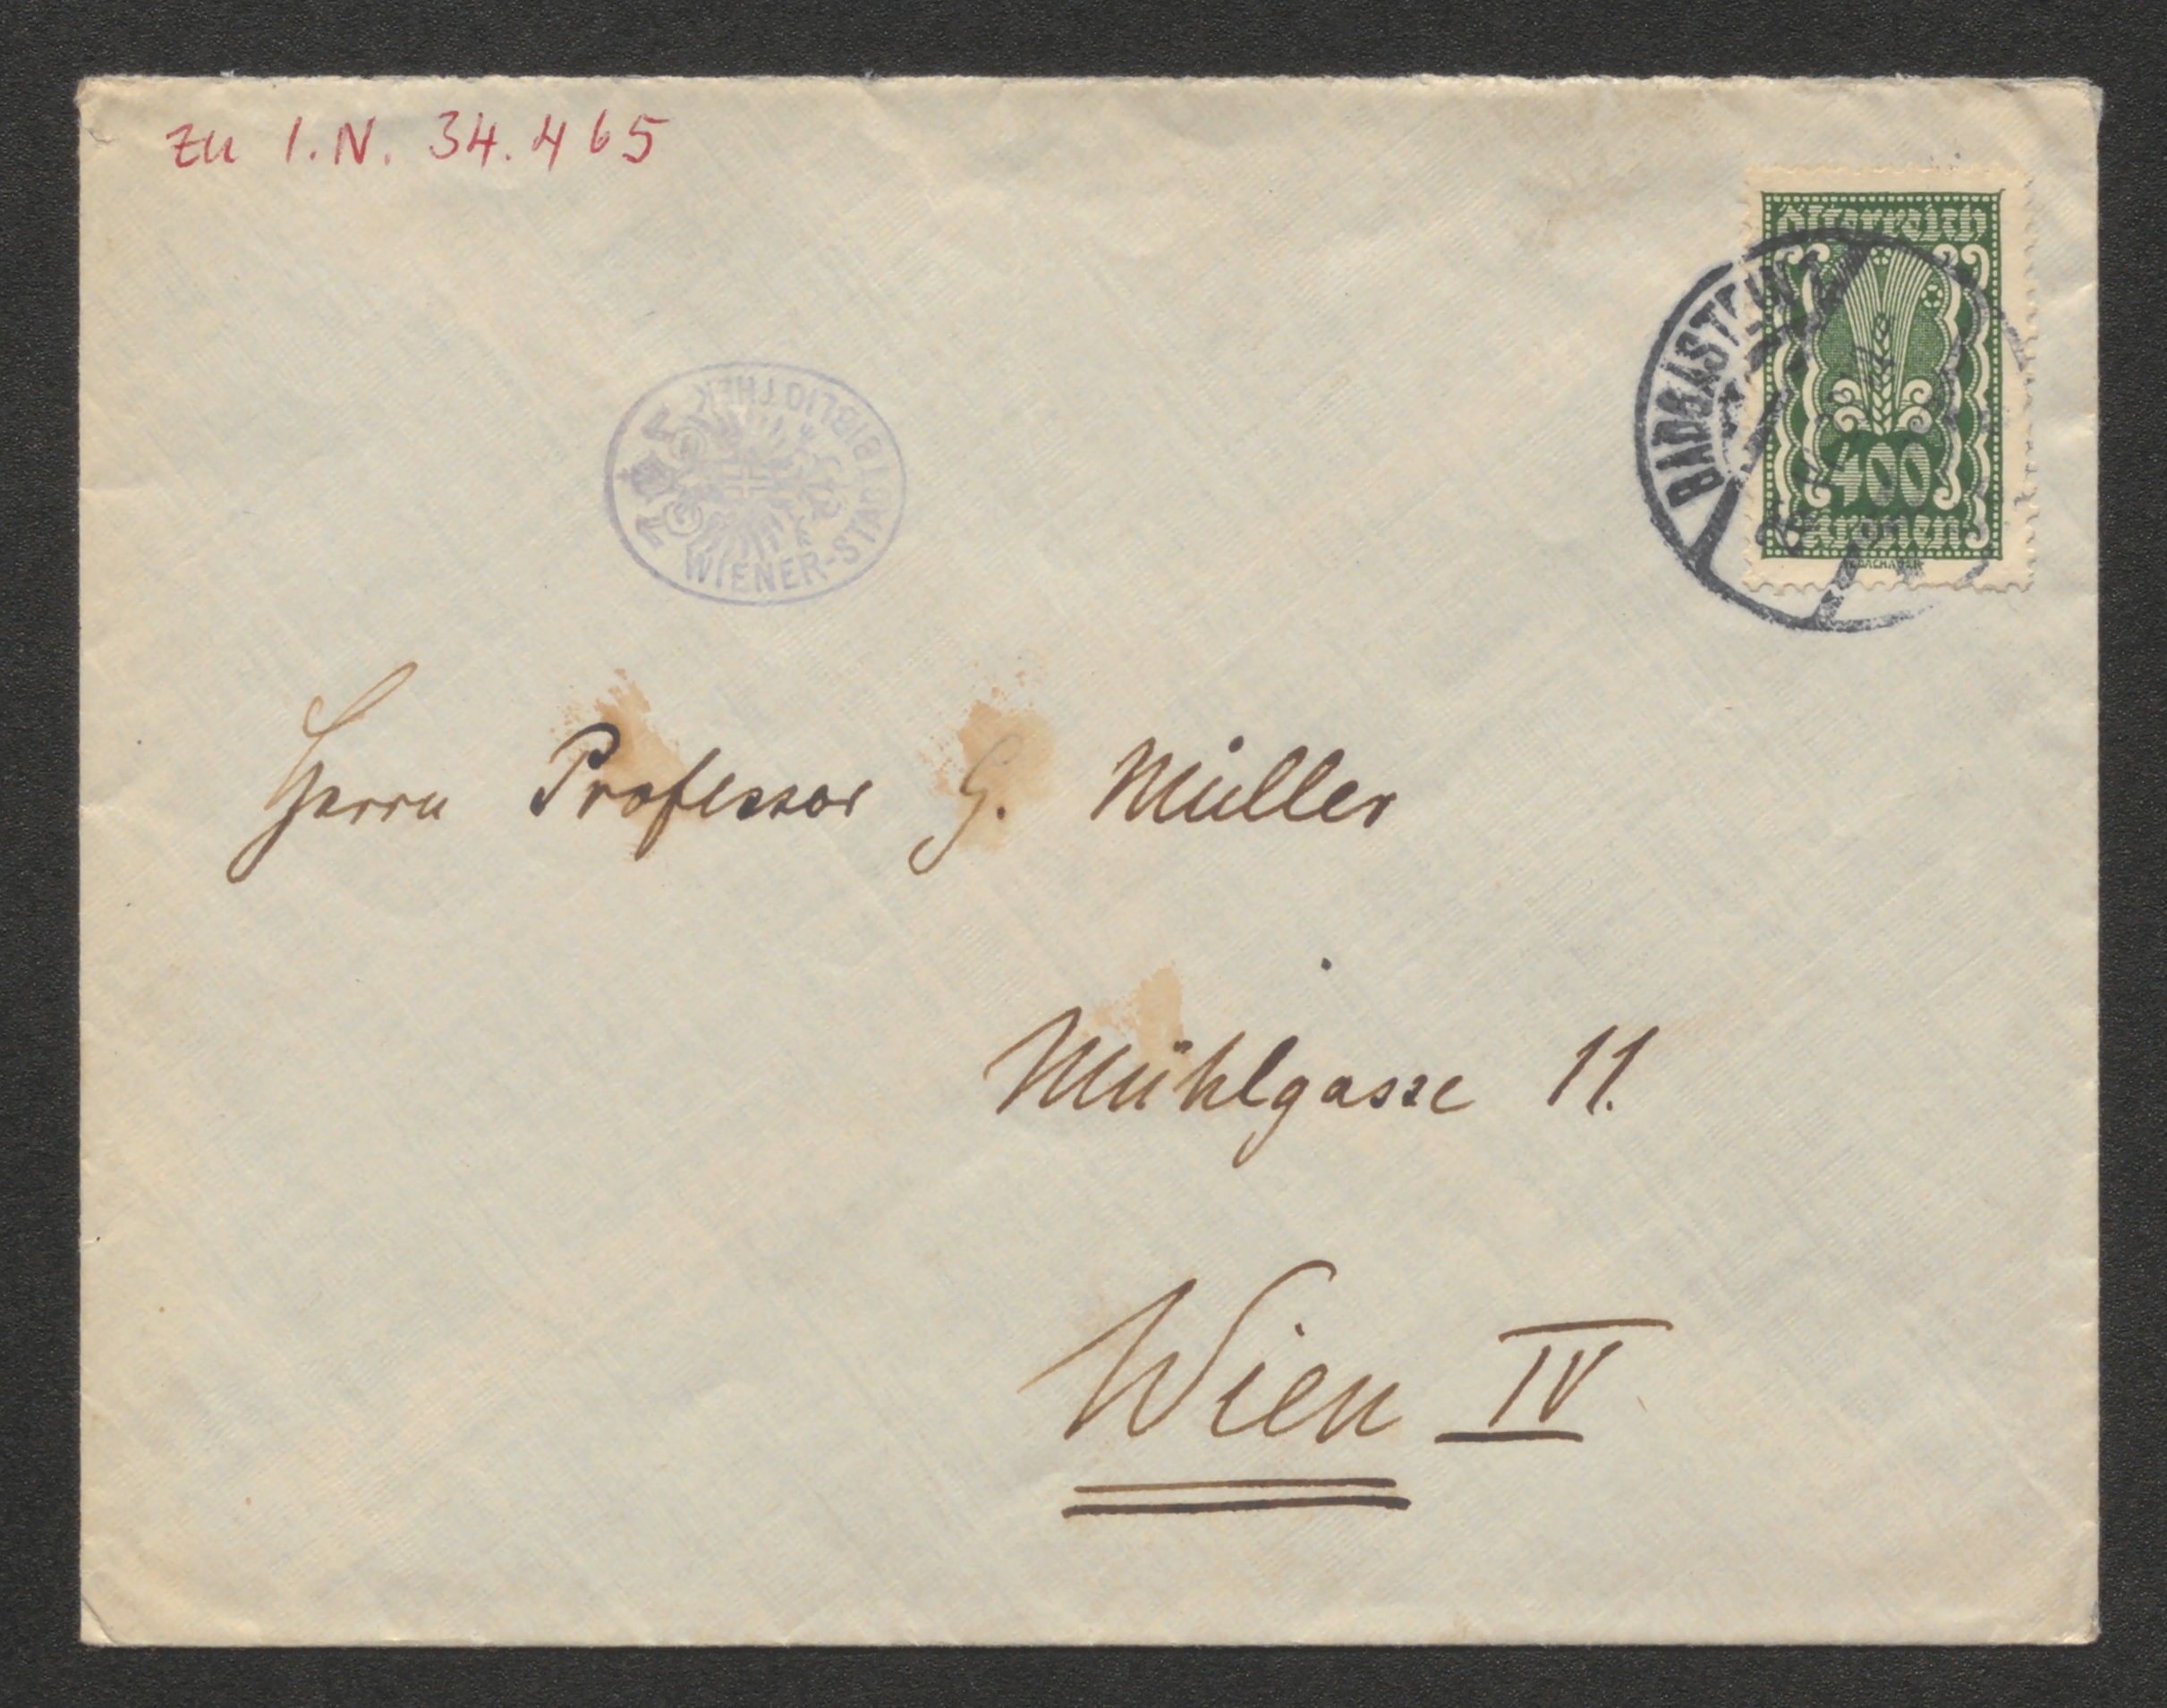 zu I.N. 34.465
Österreich
BADGASTEIN
400
Kronen
WIENER-STADTBIBLIOTHEK
Herrn Professor G. Müller
Mühlgasse 11.
Wien IV